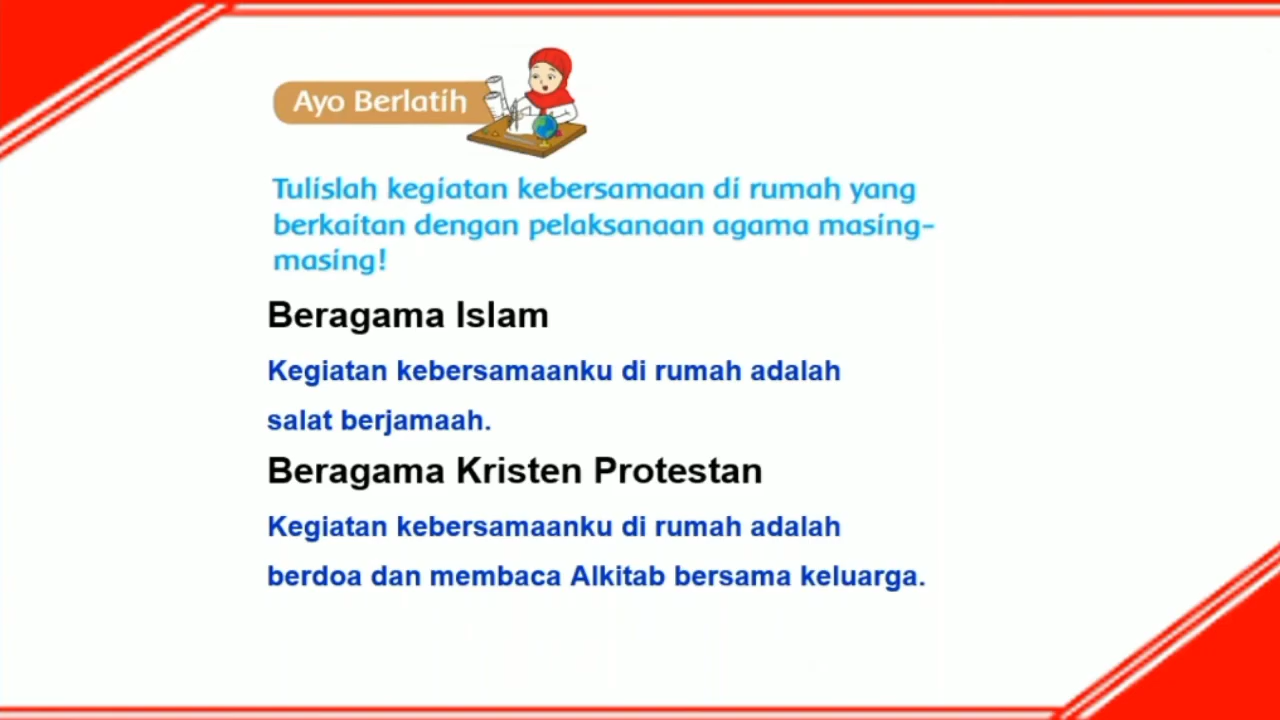 Ayo Berlatih
Tulislah kegiatan kebersamaan di rumah yang
berkaitan dengan pelaksanaan agama masing-
masing!
Beragama Islam
Kegiatan kebersamaanku di rumah adalah
salat berjamaah.
Beragama Kristen Protestan
Kegiatan kebersamaanku di rumah adalah
berdoa dan membaca Alkitab bersama keluarga.